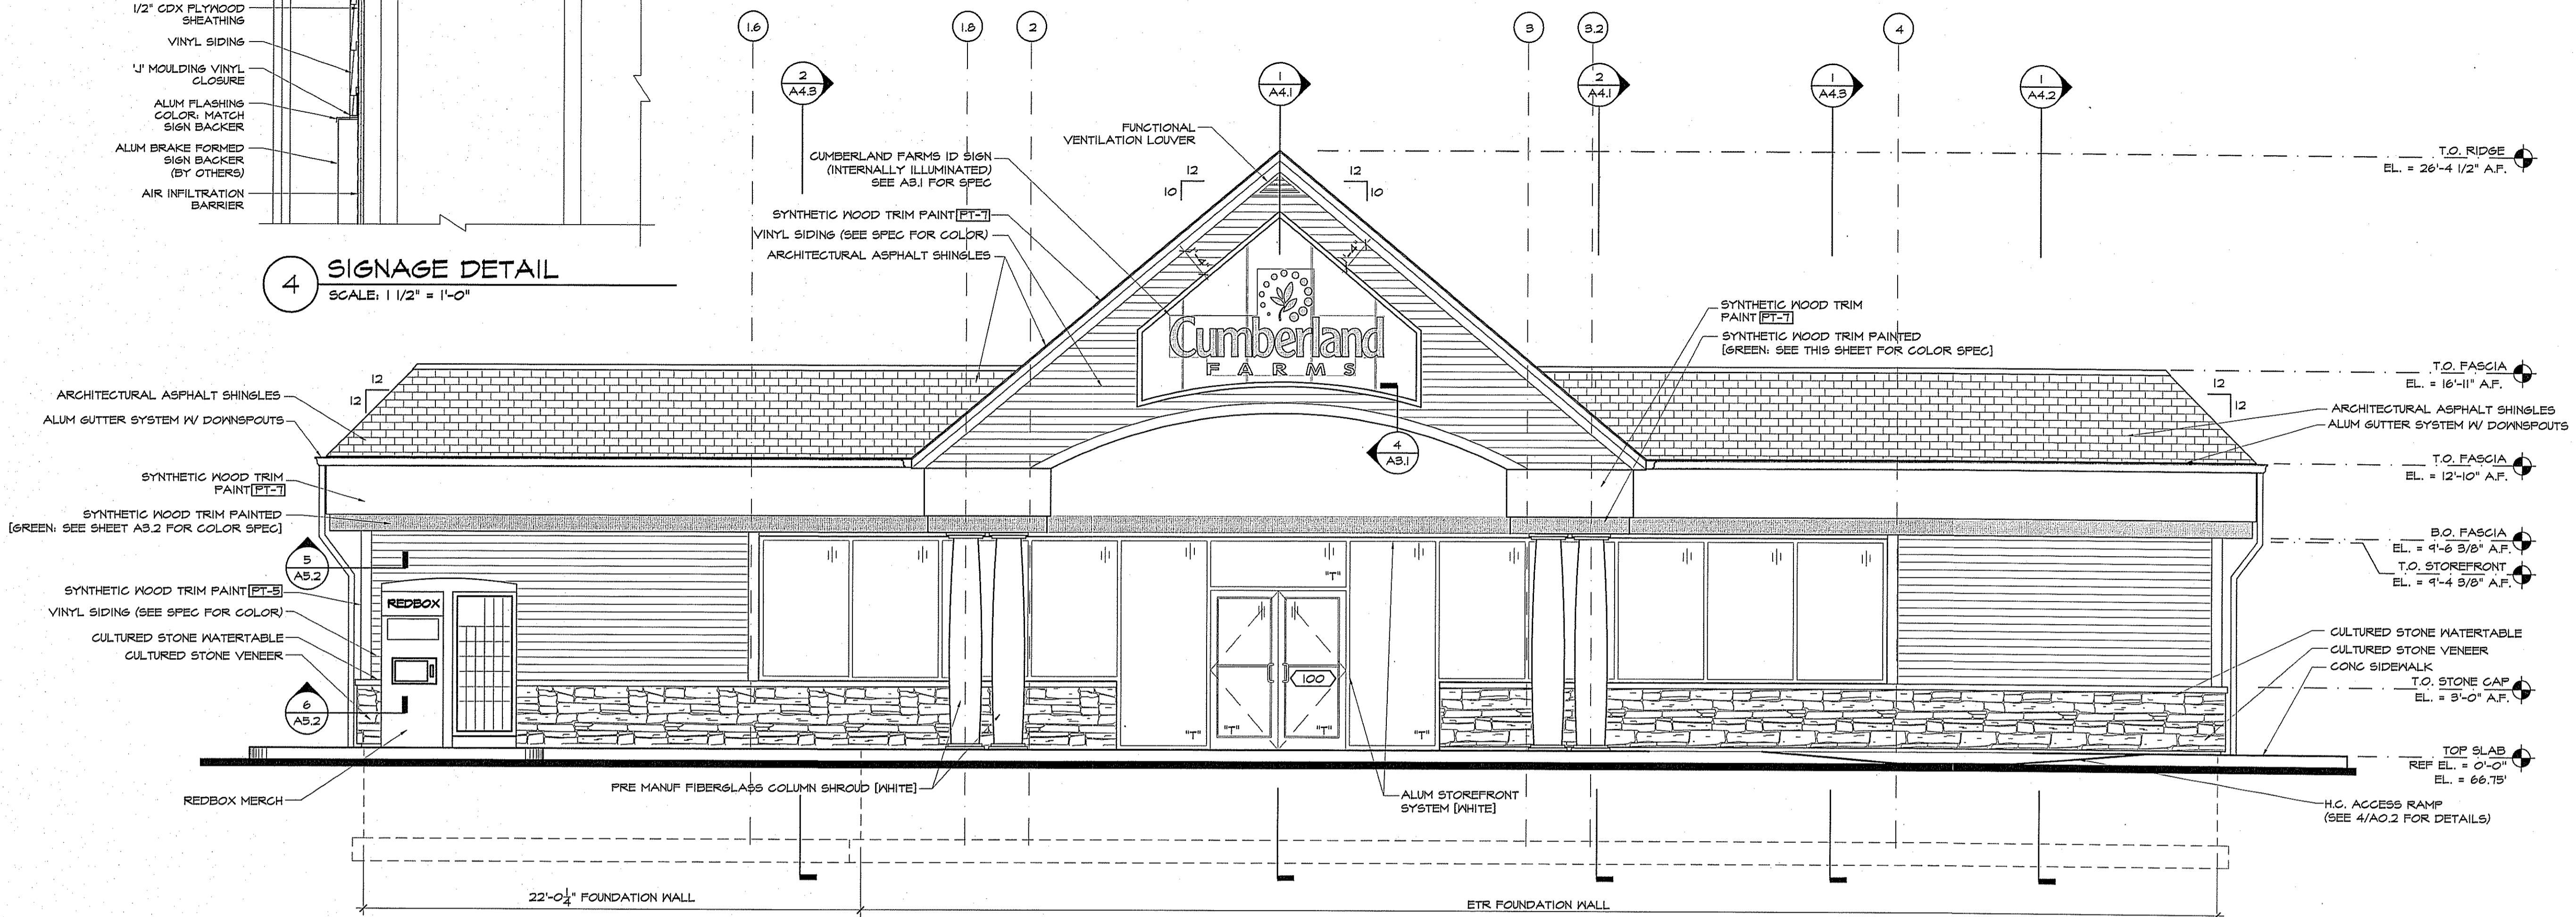 1/2" CDX PLYWOOD
SHEATHING
VINYL SIDING
'J' MOULDING VINYL
CLOSURE
ALUM FLASHING
COLOR: MATCH
SIGN BACKER
ALUM BRAKE FORMED
SIGN BACKER
(BY OTHERS)
AIR INFILTRATION
BARRIER
4
SIGNAGE DETAIL
SCALE: 1 1/2" = 1'-0"
1.6
1.8
2
3
3.2
4
2
A4.3
1
A4.1
2
A4.1
1
A4.3
1
A4.2
FUNCTIONAL
VENTILATION LOUVER
CUMBERLAND FARMS ID SIGN
(INTERNALLY ILLUMINATED)
SEE A3.1 FOR SPEC
SYNTHETIC WOOD TRIM PAINT PT-7
VINYL SIDING (SEE SPEC FOR COLOR)
ARCHITECTURAL ASPHALT SHINGLES
12
10
12
10
Cumberland
FARMS
SYNTHETIC WOOD TRIM
PAINT PT-7
SYNTHETIC WOOD TRIM PAINTED
[GREEN: SEE THIS SHEET FOR COLOR SPEC]
T.O. RIDGE
EL. = 26'-4 1/2" A.F.
T.O. FASCIA
EL. = 16'-11" A.F.
12
12
ARCHITECTURAL ASPHALT SHINGLES
ALUM GUTTER SYSTEM W/ DOWNSPOUTS
T.O. FASCIA
EL. = 12'-10" A.F.
B.O. FASCIA
EL. = 9'-6 3/8" A.F.
T.O. STOREFRONT
EL. = 9'-4 3/8" A.F.
CULTURED STONE WATERTABLE
CULTURED STONE VENEER
CONC SIDEWALK
T.O. STONE CAP
EL. = 3'-0" A.F.
TOP SLAB
REF EL. = 0'-0"
EL. = 66.75'
H.C. ACCESS RAMP
(SEE 4/A0.2 FOR DETAILS)
12
12
ARCHITECTURAL ASPHALT SHINGLES
ALUM GUTTER SYSTEM W/ DOWNSPOUTS
SYNTHETIC WOOD TRIM
PAINT PT-7
SYNTHETIC WOOD TRIM PAINTED
[GREEN: SEE SHEET A3.2 FOR COLOR SPEC]
5
A5.2
SYNTHETIC WOOD TRIM PAINT PT-5
VINYL SIDING (SEE SPEC FOR COLOR)
CULTURED STONE WATERTABLE
CULTURED STONE VENEER
6
A5.2
REDBOX MERCH
REDBOX
4
A3.1
"T"
100
"T"
"T"
"T"
"T"
PRE MANUF FIBERGLASS COLUMN SHROUD [WHITE]
ALUM STOREFRONT
SYSTEM [WHITE]
22'-0 1/4" FOUNDATION WALL
ETR FOUNDATION WALL